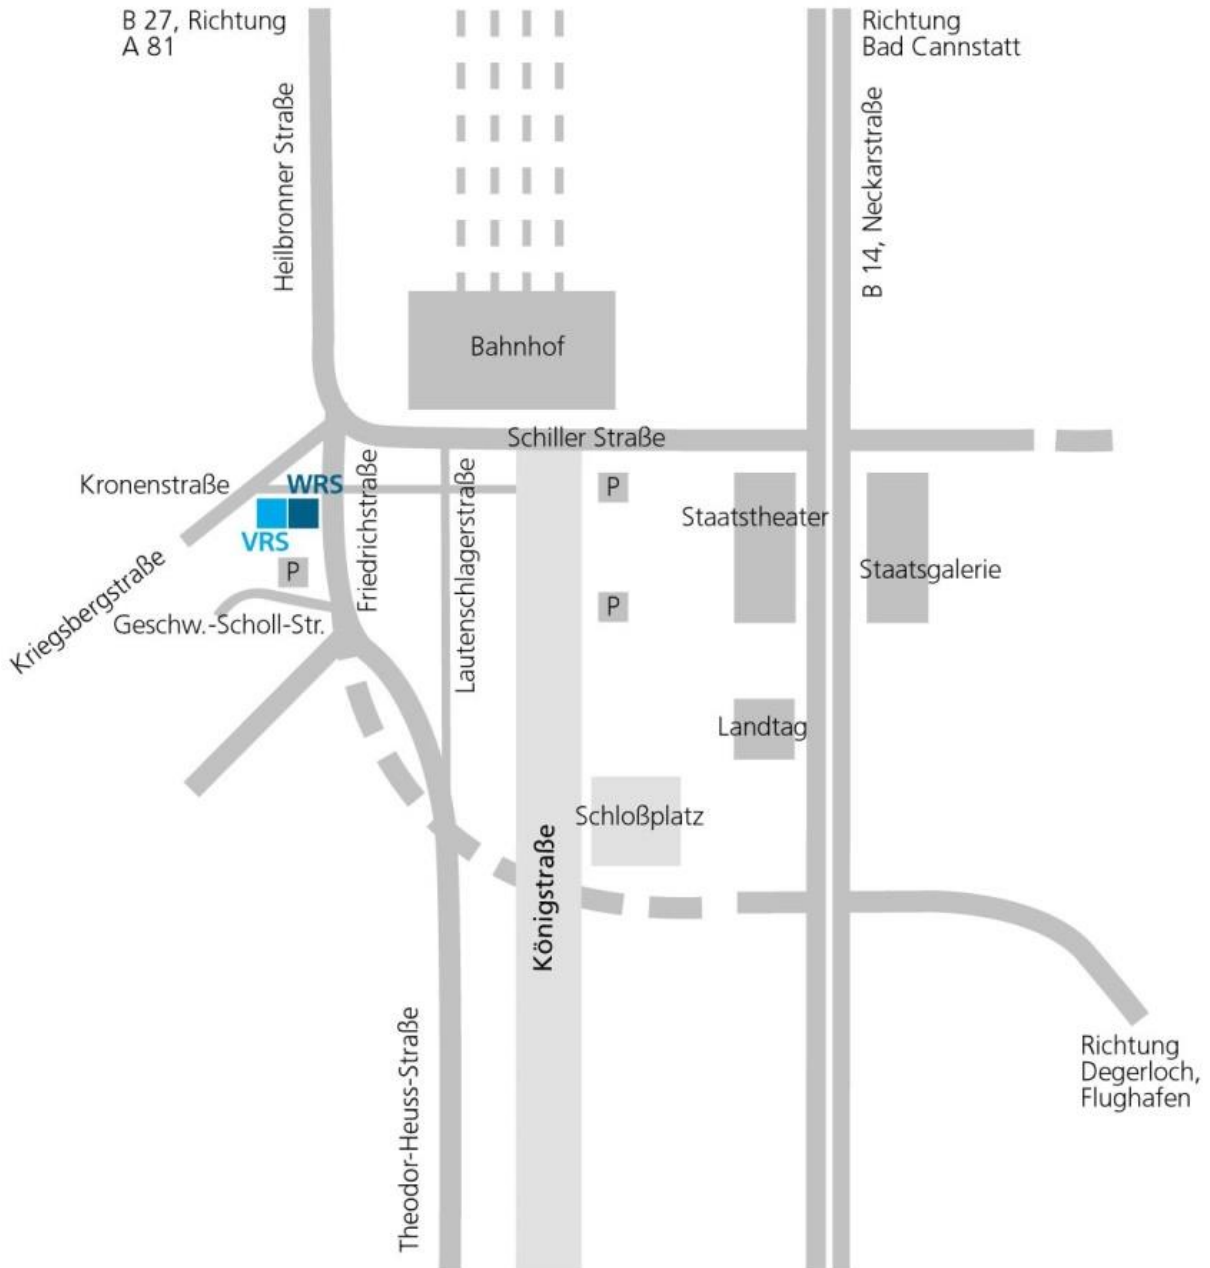 B 27, Richtung
A 81
Richtung
Bad Cannstatt
Heilbronner Straße
B 14, Neckarstraße
Bahnhof
Schiller Straße
Kronenstraße
WRS
VRS
P
Friedrichstraße
Lautenschlagerstraße
P
P
Staatstheater
Staatsgalerie
Kriegsbergstraße
Geschw.-Scholl-Str.
Landtag
Schloßplatz
Königstraße
Theodor-Heuss-Straße
Richtung
Degerloch,
Flughafen